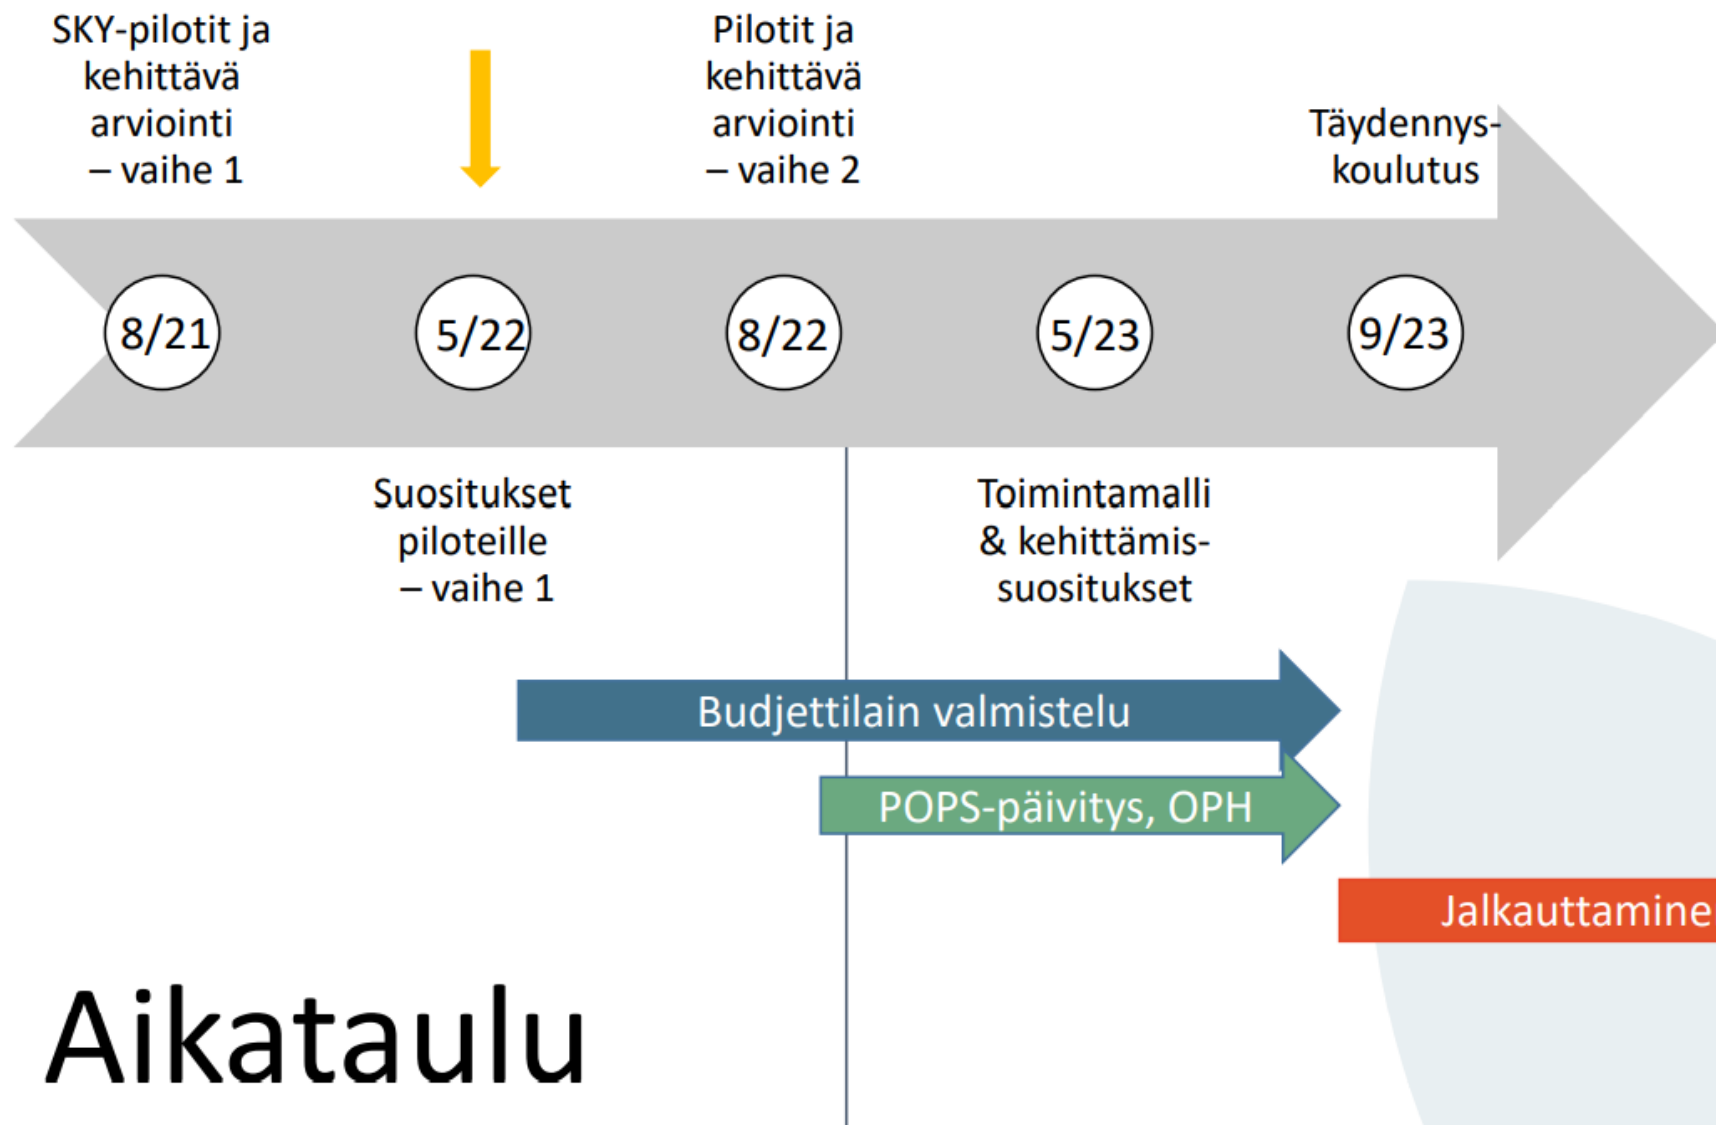 SKY-pilotit ja
kehittävä
arviointi
– vaihe 1
Pilotit ja
kehittävä
arviointi
– vaihe 2
Täydennys-
koulutus
8/21
5/22
8/22
5/23
9/23
Suositukset
piloteille
– vaihe 1
Toimintamalli
& kehittämis-
suositukset
Budjettilain valmistelu
POPS-päivitys, OPH
Jalkauttamine
Aikataulu